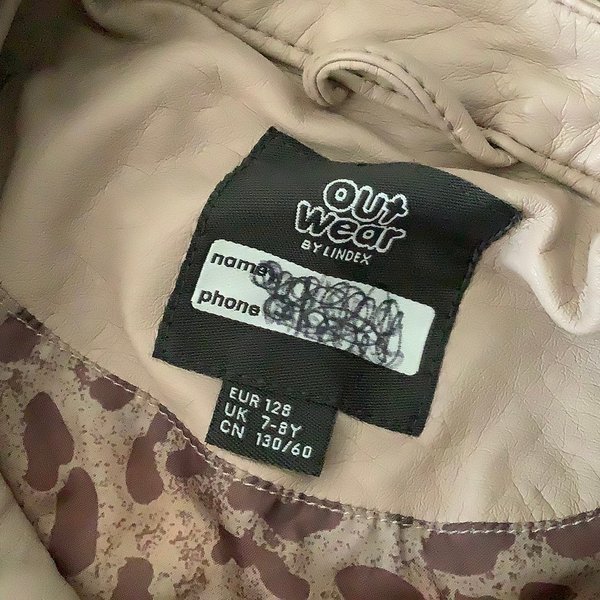 Out
wear
BY LINDEX
name
phone
EUR 128
UK 7-8Y
CN 130/60